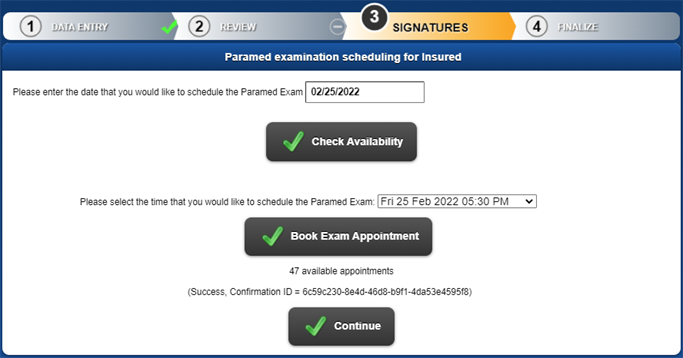 1 DATA ENTRY 2 REVIEW 3 SIGNATURES 4 FINALIZE
Paramed examination scheduling for Insured
Please enter the date that you would like to schedule the Paramed Exam 02/25/2022
Check Availability
Please select the time that you would like to schedule the Paramed Exam: Fri 25 Feb 2022 05:30 PM
Book Exam Appointment
47 available appointments
(Success, Confirmation ID = 6c59c230-8e4d-46d8-b9f1-4da53e4595f8)
Continue